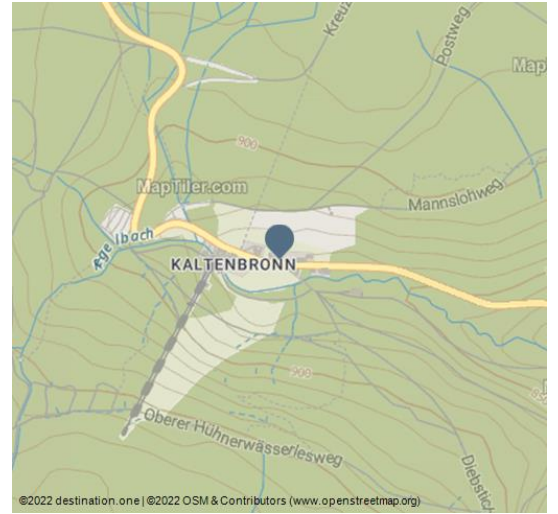 Kreuz
Postweg
Map
900
MapTiler.com
Mannslohweg
KALTENBRONN
900
Oberer Hühnerwässerlesweg
Diebstich
©2022 destination.one | ©2022 OSM & Contributors (www.openstreetmap.org)